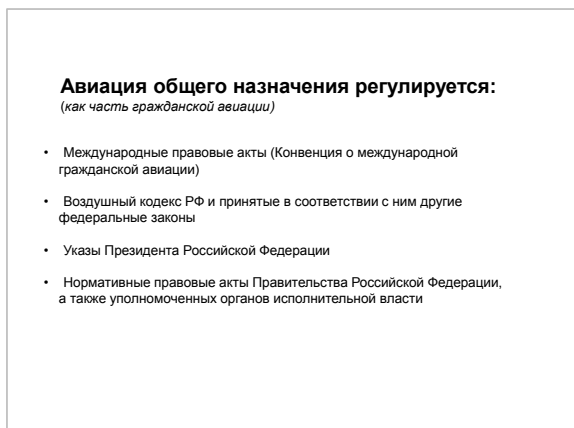 Авиация общего назначения регулируется:
(как часть гражданской авиации)
• Международные правовые акты (Конвенция о международной
гражданской авиации)
• Воздушный кодекс РФ и принятые в соответствии с ним другие
федеральные законы
• Указы Президента Российской Федерации
• Нормативные правовые акты Правительства Российской Федерации,
а также уполномоченных органов исполнительной власти